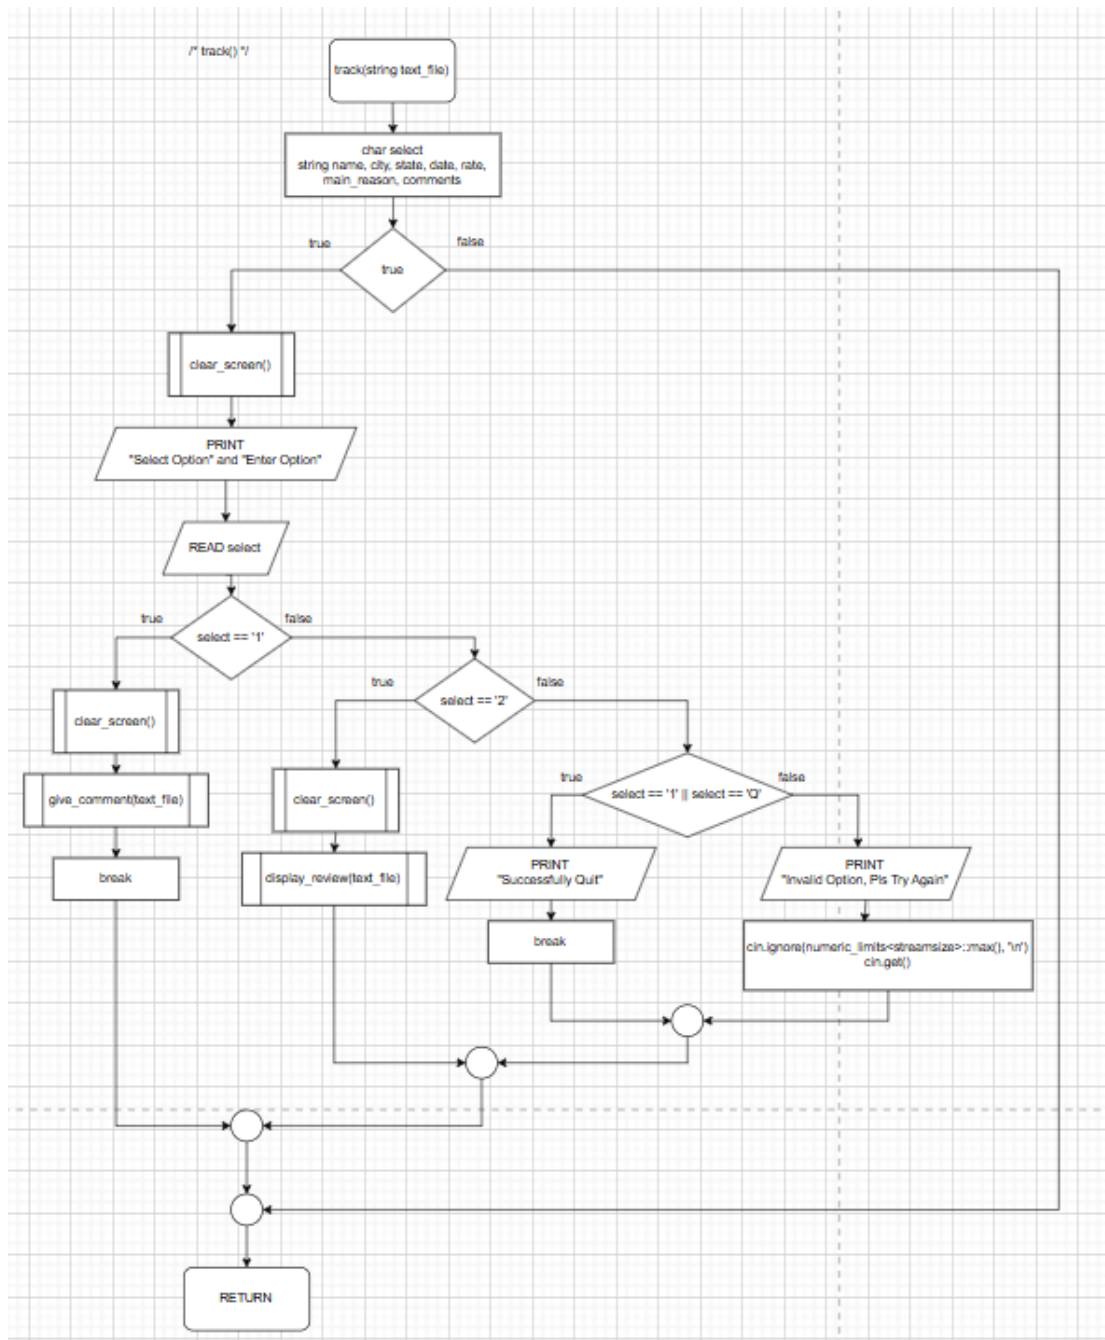 /* track() */
track(string text_file)
char select
string name, city, state, date, rate,
main_reason, comments
true
false
true
clear_screen()
PRINT
"Select Option" and "Enter Option"
READ select
true
false
select == '1'
true
false
select == '2'
clear_screen()
true
false
select == '1' || select == 'Q'
give_comment(text_file)
clear_screen()
break
display_review(text_file)
PRINT
"Successfully Quit"
PRINT
"Invalid Option, Pls Try Again"
break
cin.ignore(numeric_limits<streamsize>::max(), '\n')
cin.get()
RETURN